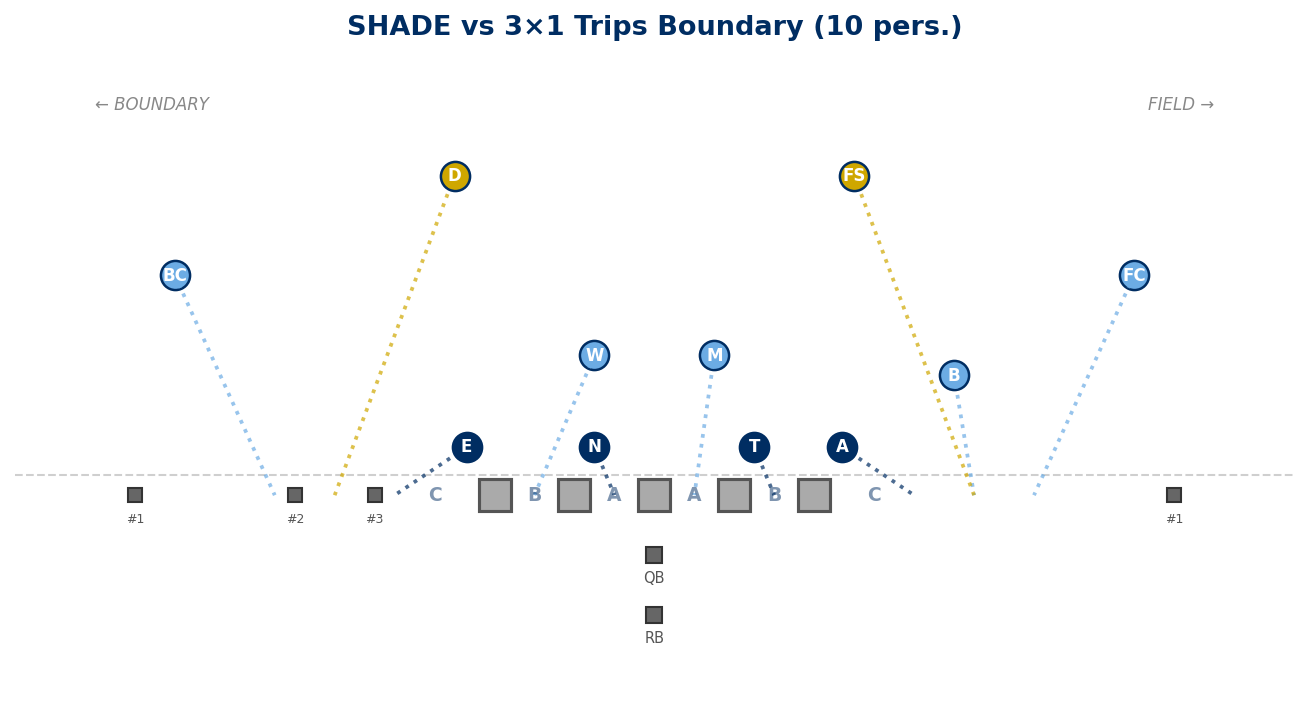 SHADE vs 3×1 Trips Boundary (10 pers.)
← BOUNDARY
FIELD →
D
FS
BC
FC
W
M
B
E
N
T
A
C
B
A
A
B
C
#1
#2
#3
#1
QB
RB